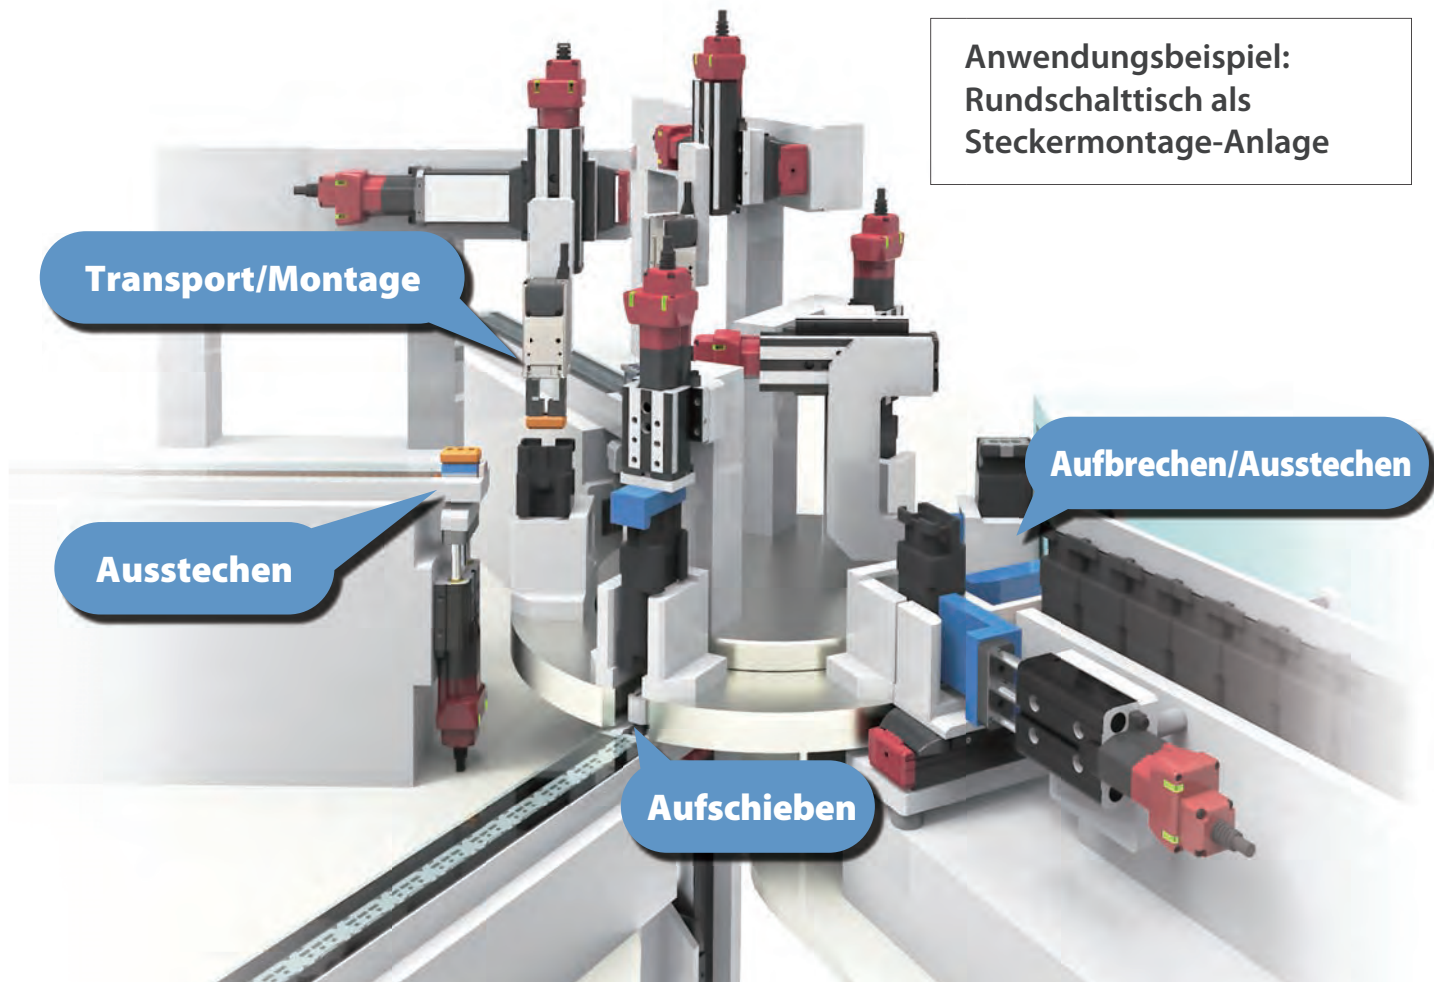 Anwendungsbeispiel:
Rundschalttisch als
Steckermontage-Anlage
Transport/Montage
Aufbrechen/Ausstechen
Ausstechen
Aufschieben